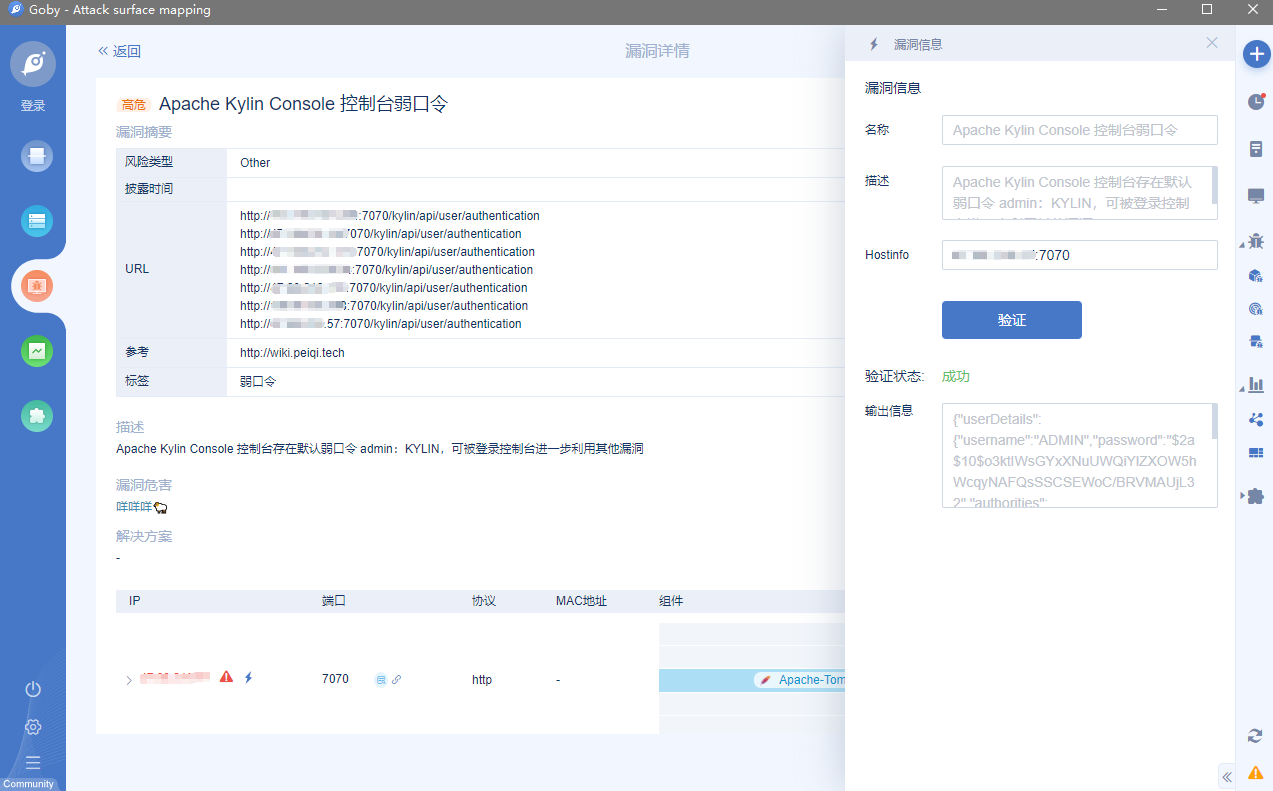 Goby - Attack surface mapping
登录
Community
返回
漏洞详情
高危 Apache Kylin Console 控制台弱口令
漏洞摘要
风险类型 Other
披露时间
URL
http:// :7070/kylin/api/user/authentication
http:// 7070/kylin/api/user/authentication
http:// 7070/kylin/api/user/authentication
http:// :7070/kylin/api/user/authentication
http:// :7070/kylin/api/user/authentication
http:// :7070/kylin/api/user/authentication
http:// .57:7070/kylin/api/user/authentication
参考 http://wiki.peiqi.tech
标签 弱口令
描述
Apache Kylin Console 控制台存在默认弱口令 admin：KYLIN，可被登录控制台进一步利用其他漏洞
漏洞危害
咩咩咩🐑
解决方案
-
IP 端口 协议 MAC地址 组件
7070 http - Apache-Tom
漏洞信息
漏洞信息
名称 Apache Kylin Console 控制台弱口令
描述 Apache Kylin Console 控制台存在默认
弱口令 admin：KYLIN，可被登录控制
Hostinfo :7070
验证
验证状态: 成功
输出信息 {"userDetails":
{"username":"ADMIN","password":"$2a
$10$o3ktIWsGYxXNuUWQiYlZXOW5h
WcqyNAFQsSSCSEWoC/BRVMAUjL3
2","authorities":